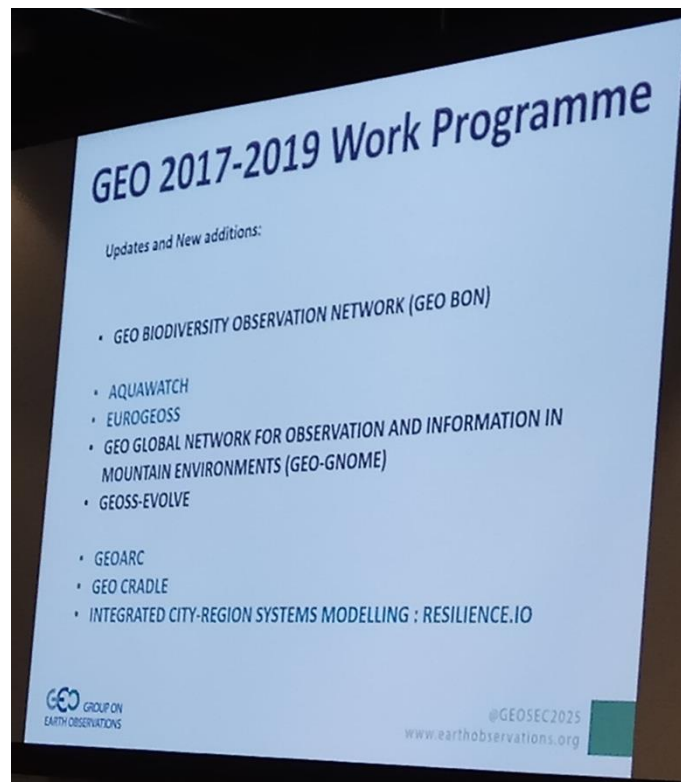 GEO 2017-2019 Work Programme
Updates and New additions:
• GEO BIODIVERSITY OBSERVATION NETWORK (GEO BON)
• AQUAWATCH
• EUROGEOSS
• GEO GLOBAL NETWORK FOR OBSERVATION AND INFORMATION IN
MOUNTAIN ENVIRONMENTS (GEO-GNOME)
• GEOSS-EVOLVE
• GEOARC
• GEO CRADLE
• INTEGRATED CITY-REGION SYSTEMS MODELLING : RESILIENCE.IO
GEO GROUP ON
EARTH OBSERVATIONS
@GEOSEC2025
www.earthobservations.org